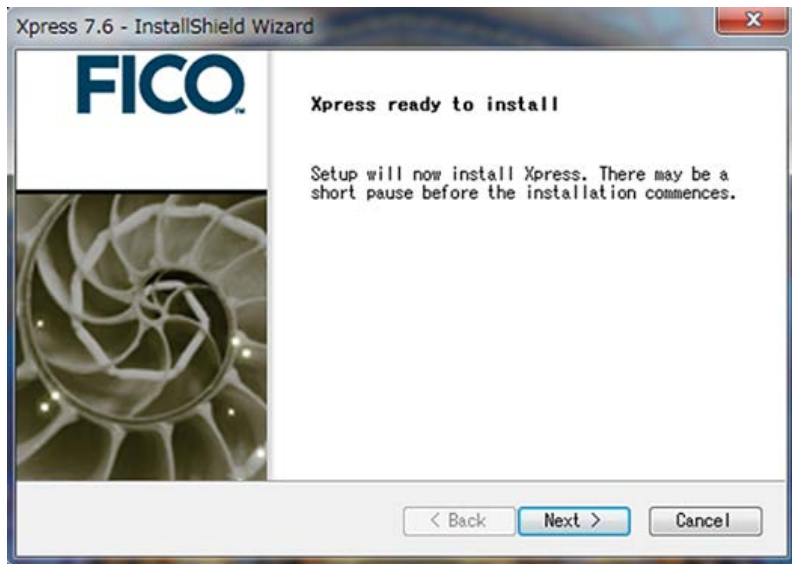 Xpress 7.6 - InstallShield Wizard
FICO™
Xpress ready to install
Setup will now install Xpress. There may be a
short pause before the installation commences.
< Back
Next >
Cancel